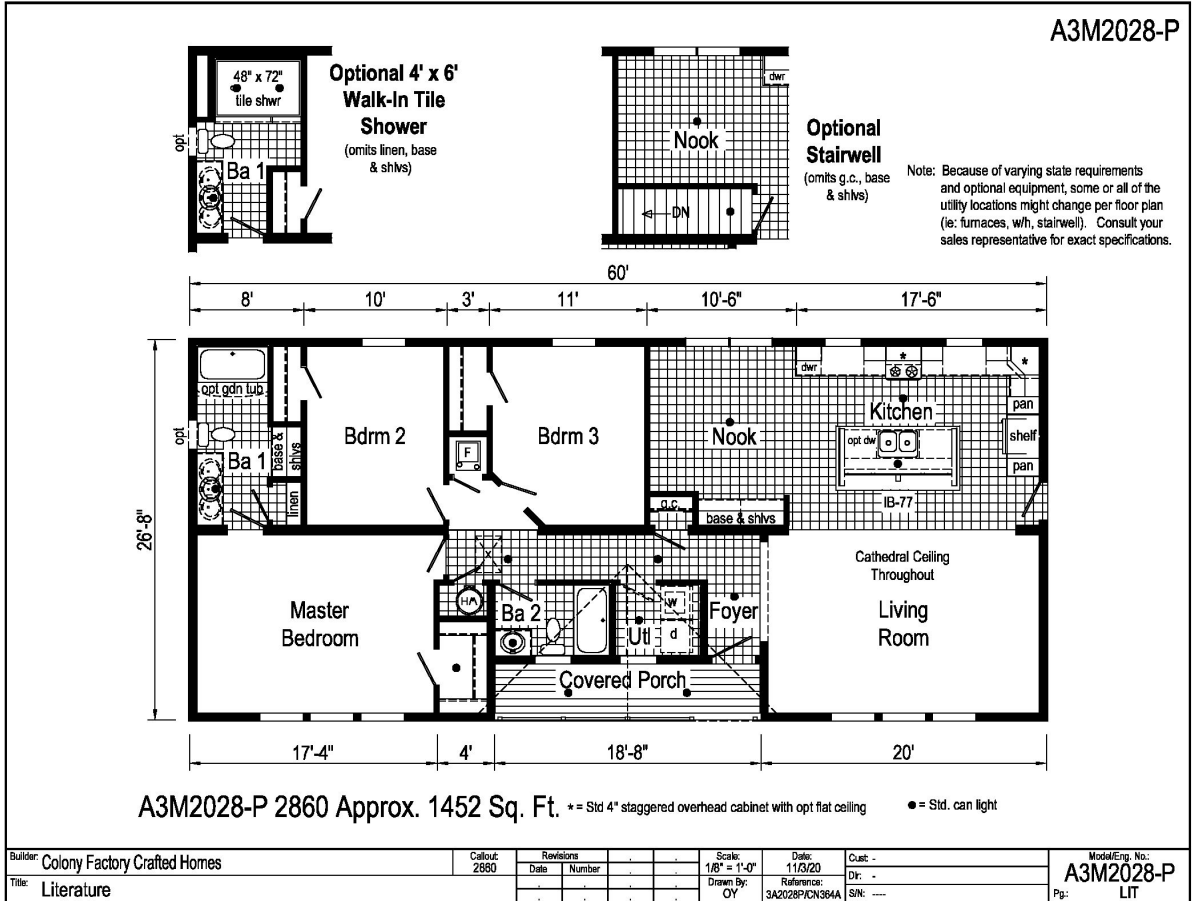 A3M2028-P
48" x 72"
tile shwr
opt
Ba 1
Optional 4' x 6'
Walk-In Tile
Shower
(omits linen, base
& shlvs)
dwr
Nook
DN
Optional
Stairwell
(omits g.c., base
& shlvs)
Note: Because of varying state requirements
and optional equipment, some or all of the
utility locations might change per floor plan
(ie: furnaces, w/h, stairwell). Consult your
sales representative for exact specifications.
60'
8'
10'
3'
11'
10'-6"
17'-6"
26'-8"
opt gdn tub
opt
Ba 1
base &
shlvs
linen
Bdrm 2
F
Bdrm 3
Nook
g.c.
base & shlvs
dwr
*
*
Kitchen
pan
shelf
pan
opt dw
IB-77
Cathedral Ceiling
Throughout
Living
Room
Master
Bedroom
Ba 2
Utl
w
d
Foyer
Covered Porch
17'-4"
4'
18'-8"
20'
A3M2028-P 2860 Approx. 1452 Sq. Ft.
* = Std 4" staggered overhead cabinet with opt flat ceiling
● = Std. can light
Builder: Colony Factory Crafted Homes
Title: Literature
Callout:
2860
Revisions
Date Number
Scale:
1/8" = 1'-0"
Drawn By:
OY
Date:
11/3/20
Reference:
3A2028P/CN364A
Cust: -
Dlr: -
S/N: ----
Model/Eng. No.:
A3M2028-P
Pg.: LIT